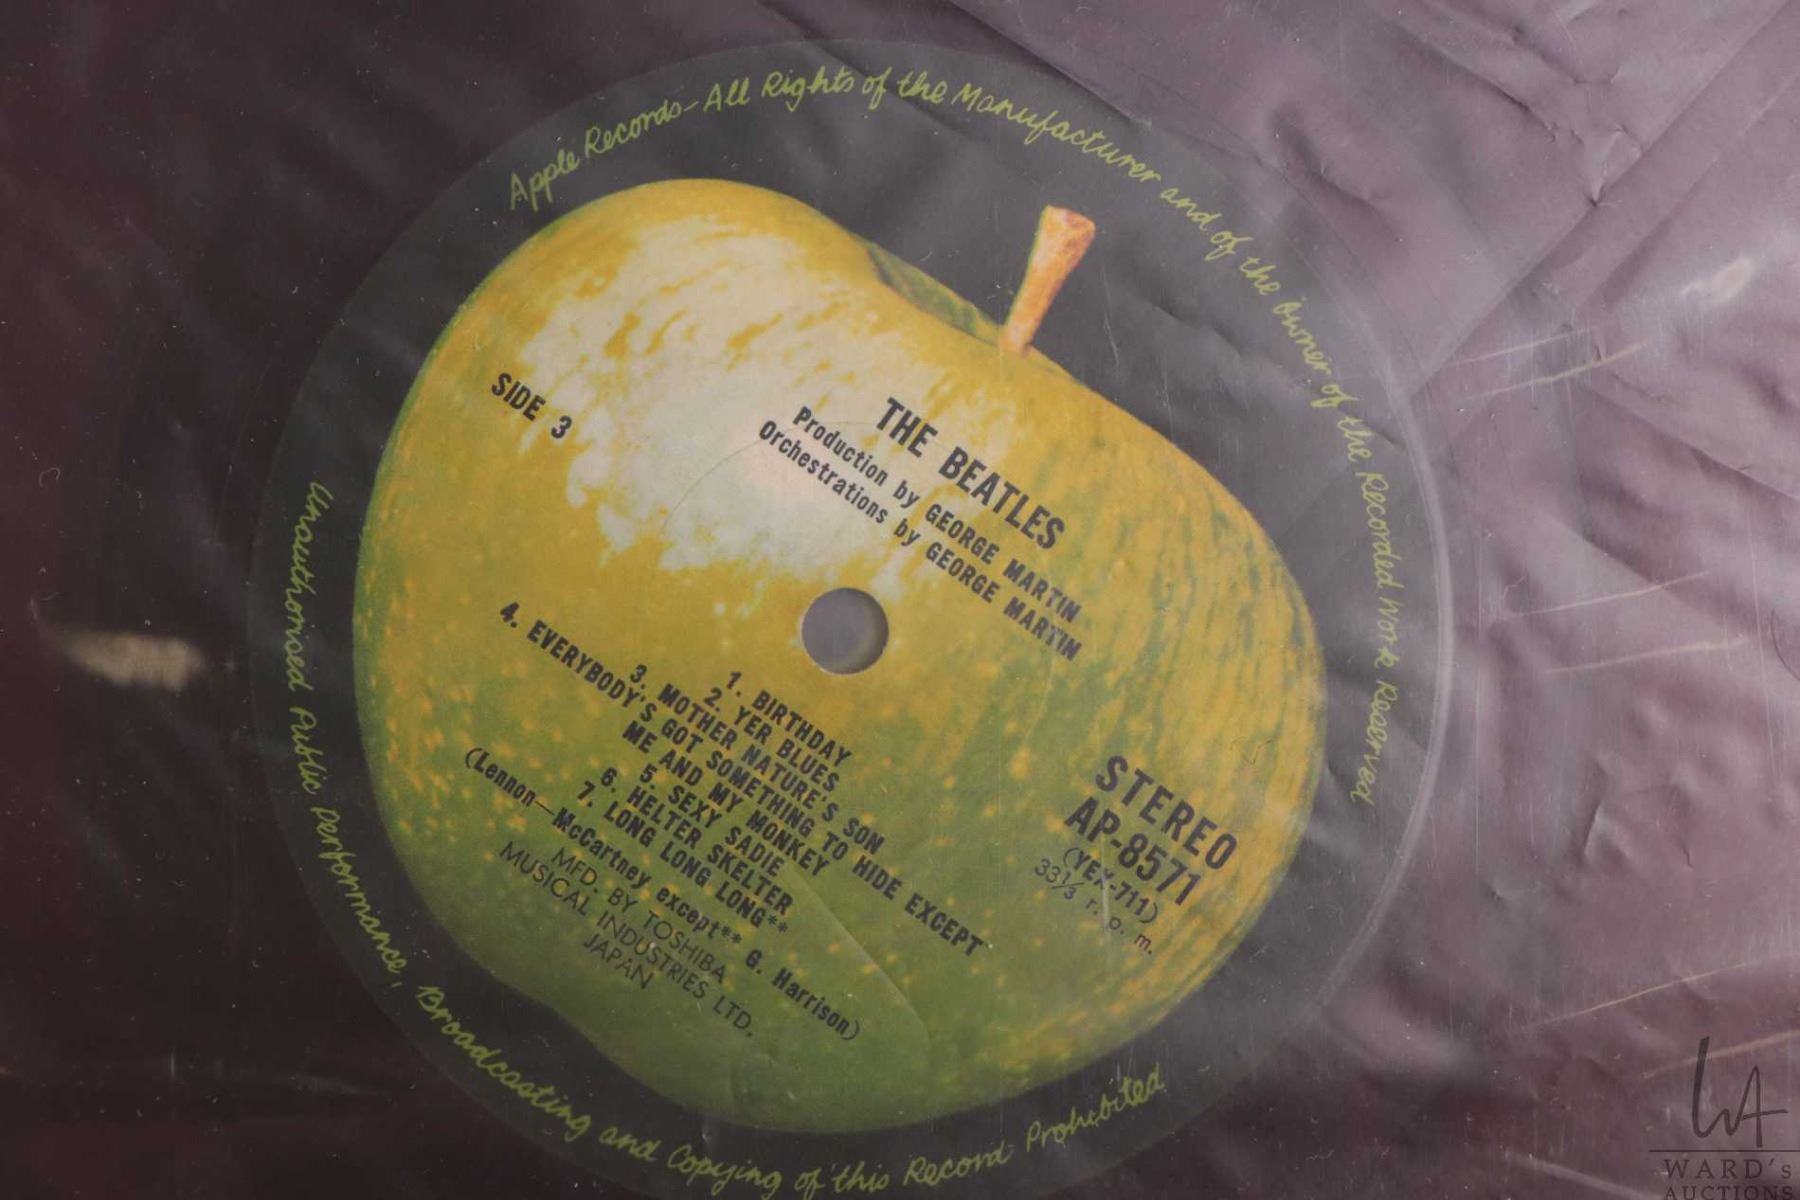 Apple Records—All Rights of the Manufacturer and of the Owner of the Recorded Work Reserved
SIDE 3
THE BEATLES
Production by GEORGE MARTIN
Orchestrations by GEORGE MARTIN
1. BIRTHDAY
2. YER BLUES
3. MOTHER NATURE'S SON
4. EVERYBODY'S GOT SOMETHING TO HIDE EXCEPT
ME AND MY MONKEY
5. SEXY SADIE
6. HELTER SKELTER
7. LONG LONG LONG**
(Lennon—McCartney except** G. Harrison)
MFD. BY TOSHIBA
MUSICAL INDUSTRIES LTD.
JAPAN
STEREO
AP-8571
(YEX-711)
33⅓ r. p. m.
Unauthorised Public Performance, Broadcasting and Copying of this Record Prohibited
WA
WARD's
AUCTIONS